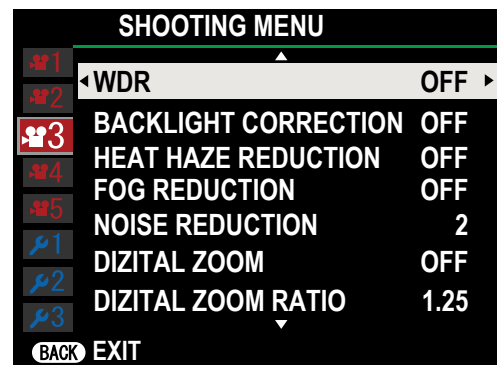 SHOOTING MENU
1
2
3
4
5
1
2
3
WDR OFF
BACKLIGHT CORRECTION OFF
HEAT HAZE REDUCTION OFF
FOG REDUCTION OFF
NOISE REDUCTION 2
DIZITAL ZOOM OFF
DIZITAL ZOOM RATIO 1.25
BACK EXIT